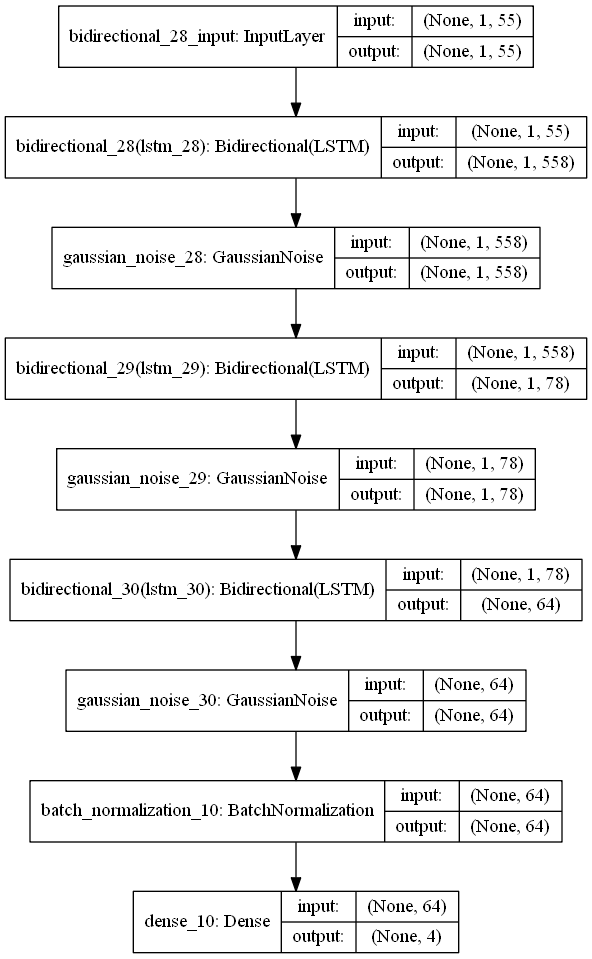 bidirectional_28_input: InputLayer
input: (None, 1, 55)
output: (None, 1, 55)
bidirectional_28(lstm_28): Bidirectional(LSTM)
input: (None, 1, 55)
output: (None, 1, 558)
gaussian_noise_28: GaussianNoise
input: (None, 1, 558)
output: (None, 1, 558)
bidirectional_29(lstm_29): Bidirectional(LSTM)
input: (None, 1, 558)
output: (None, 1, 78)
gaussian_noise_29: GaussianNoise
input: (None, 1, 78)
output: (None, 1, 78)
bidirectional_30(lstm_30): Bidirectional(LSTM)
input: (None, 1, 78)
output: (None, 64)
gaussian_noise_30: GaussianNoise
input: (None, 64)
output: (None, 64)
batch_normalization_10: BatchNormalization
input: (None, 64)
output: (None, 64)
dense_10: Dense
input: (None, 64)
output: (None, 4)